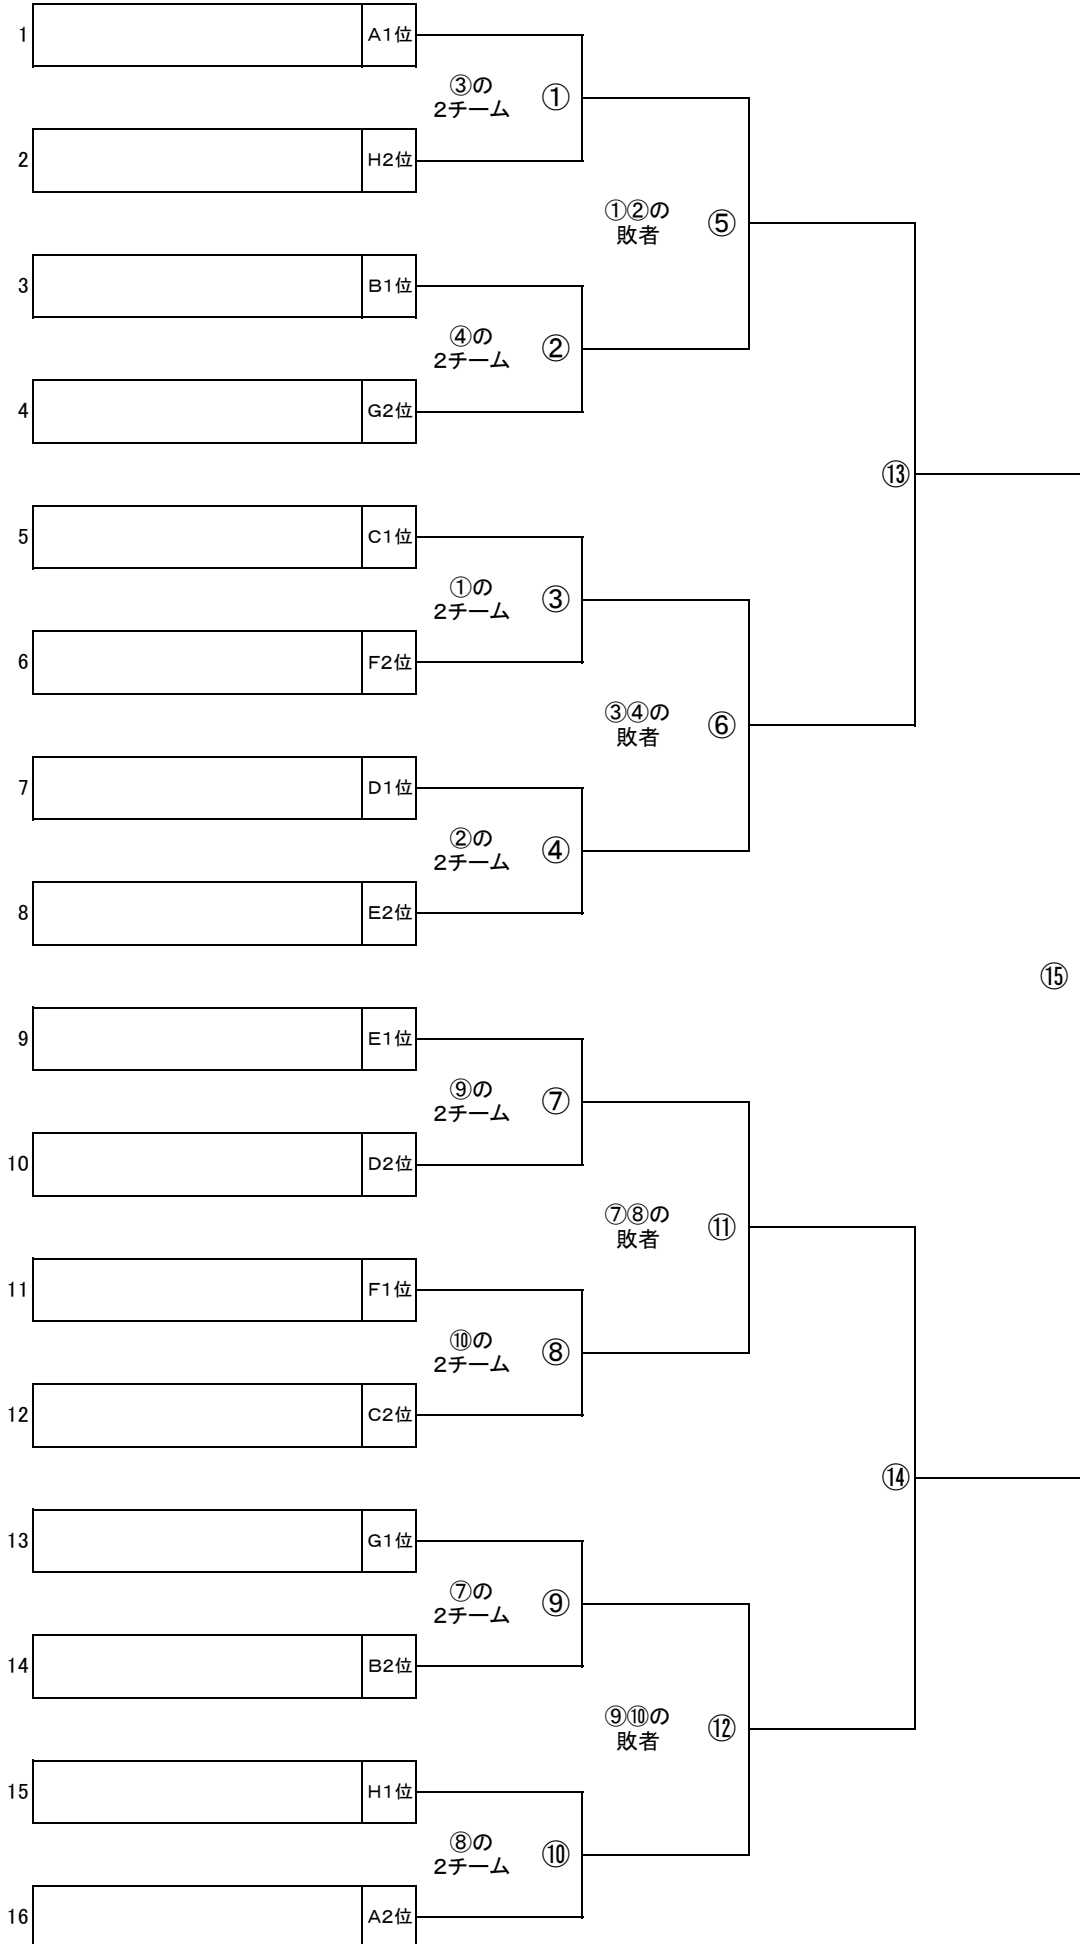 1 A1位
③の
2チーム ①
2 H2位
①②の
敗者 ⑤
3 B1位
④の
2チーム ②
4 G2位
⑬
5 C1位
①の
2チーム ③
6 F2位
③④の
敗者 ⑥
7 D1位
②の
2チーム ④
8 E2位
⑮
9 E1位
⑨の
2チーム ⑦
10 D2位
⑦⑧の
敗者 ⑪
11 F1位
⑩の
2チーム ⑧
12 C2位
⑭
13 G1位
⑦の
2チーム ⑨
14 B2位
⑨⑩の
敗者 ⑫
15 H1位
⑧の
2チーム ⑩
16 A2位